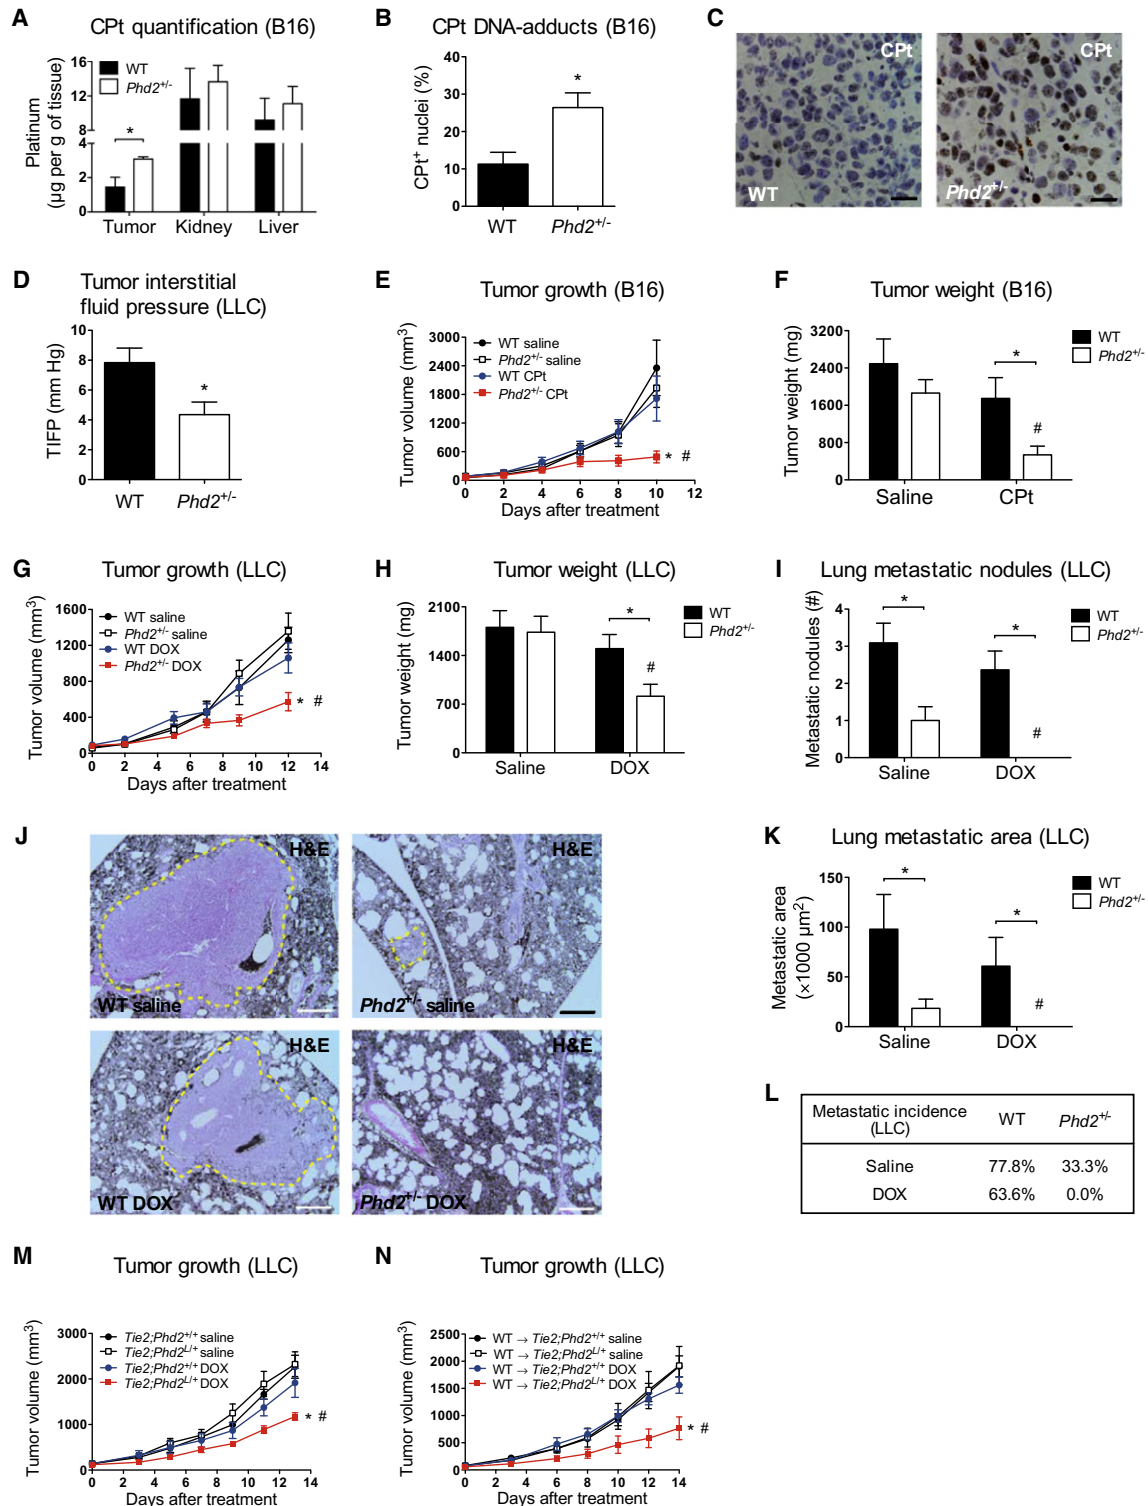 A
CPt quantification (B16)
Platinum
(µg per g of tissue)
16
12
8
4
2
0
WT
Phd2+/-
*
Tumor Kidney Liver
B
CPt DNA-adducts (B16)
CPt+ nuclei (%)
40
30
20
10
0
*
WT Phd2+/-
C
CPt
WT
CPt
Phd2+/-
D
Tumor interstitial
fluid pressure (LLC)
TIFP (mm Hg)
10
8
6
4
2
0
*
WT Phd2+/-
E
Tumor growth (B16)
Tumor volume (mm3)
3000
2400
1800
1200
600
0
WT saline
Phd2+/- saline
WT CPt
Phd2+/- CPt
* #
0 2 4 6 8 10 12
Days after treatment
F
Tumor weight (B16)
Tumor weight (mg)
3200
2400
1600
800
0
*
#
WT
Phd2+/-
Saline CPt
G
Tumor growth (LLC)
Tumor volume (mm3)
1600
1200
800
400
0
WT saline
Phd2+/- saline
WT DOX
Phd2+/- DOX
* #
0 2 4 6 8 10 12 14
Days after treatment
H
Tumor weight (LLC)
Tumor weight (mg)
2100
1400
700
0
*
#
WT
Phd2+/-
Saline DOX
I
Lung metastatic nodules (LLC)
Metastatic nodules (#)
4
3
2
1
0
*
*
#
WT
Phd2+/-
Saline DOX
J
H&E
WT saline
H&E
Phd2+/- saline
H&E
WT DOX
H&E
Phd2+/- DOX
K
Lung metastatic area (LLC)
Metastatic area
(×1000 µm2)
150
100
50
0
*
*
#
WT
Phd2+/-
Saline DOX
L
Metastatic incidence
(LLC)
WT Phd2+/-
Saline 77.8% 33.3%
DOX 63.6% 0.0%
M
Tumor growth (LLC)
Tumor volume (mm3)
3000
2000
1000
0
Tie2;Phd2+/+ saline
Tie2;Phd2L/+ saline
Tie2;Phd2+/+ DOX
Tie2;Phd2L/+ DOX
* #
0 2 4 6 8 10 12 14
Days after treatment
N
Tumor growth (LLC)
Tumor volume (mm3)
2500
2000
1500
1000
500
0
WT → Tie2;Phd2+/+ saline
WT → Tie2;Phd2L/+ saline
WT → Tie2;Phd2+/+ DOX
WT → Tie2;Phd2L/+ DOX
* #
0 2 4 6 8 10 12 14
Days after treatment